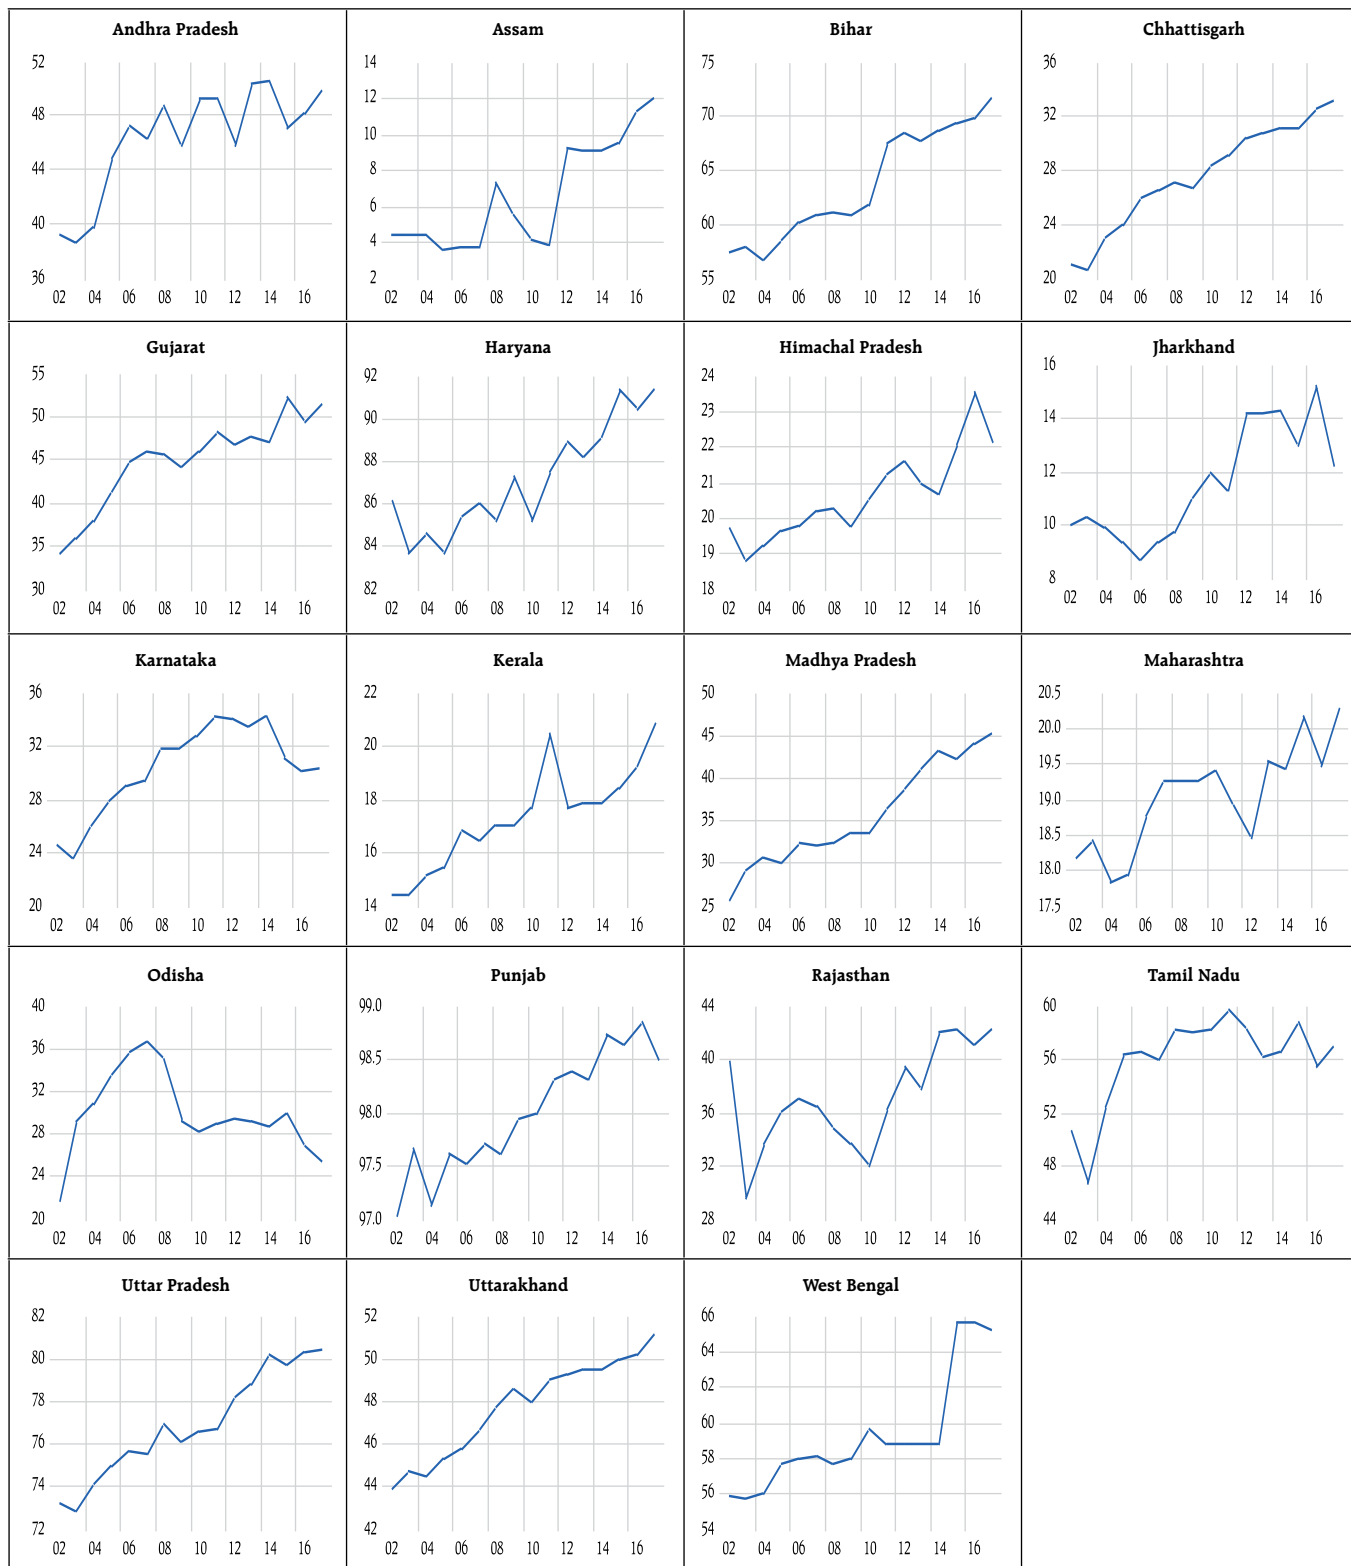 Andhra Pradesh
52
48
44
40
36
02 04 06 08 10 12 14 16
Assam
14
12
10
8
6
4
2
02 04 06 08 10 12 14 16
Bihar
75
70
65
60
55
02 04 06 08 10 12 14 16
Chhattisgarh
36
32
28
24
20
02 04 06 08 10 12 14 16
Gujarat
55
50
45
40
35
30
02 04 06 08 10 12 14 16
Haryana
92
90
88
86
84
82
02 04 06 08 10 12 14 16
Himachal Pradesh
24
23
22
21
20
19
18
02 04 06 08 10 12 14 16
Jharkhand
16
14
12
10
8
02 04 06 08 10 12 14 16
Karnataka
36
32
28
24
20
02 04 06 08 10 12 14 16
Kerala
22
20
18
16
14
02 04 06 08 10 12 14 16
Madhya Pradesh
50
45
40
35
30
25
02 04 06 08 10 12 14 16
Maharashtra
20.5
20.0
19.5
19.0
18.5
18.0
17.5
02 04 06 08 10 12 14 16
Odisha
40
36
32
28
24
20
02 04 06 08 10 12 14 16
Punjab
99.0
98.5
98.0
97.5
97.0
02 04 06 08 10 12 14 16
Rajasthan
44
40
36
32
28
02 04 06 08 10 12 14 16
Tamil Nadu
60
56
52
48
44
02 04 06 08 10 12 14 16
Uttar Pradesh
82
80
78
76
74
72
02 04 06 08 10 12 14 16
Uttarakhand
52
50
48
46
44
42
02 04 06 08 10 12 14 16
West Bengal
66
64
62
60
58
56
54
02 04 06 08 10 12 14 16